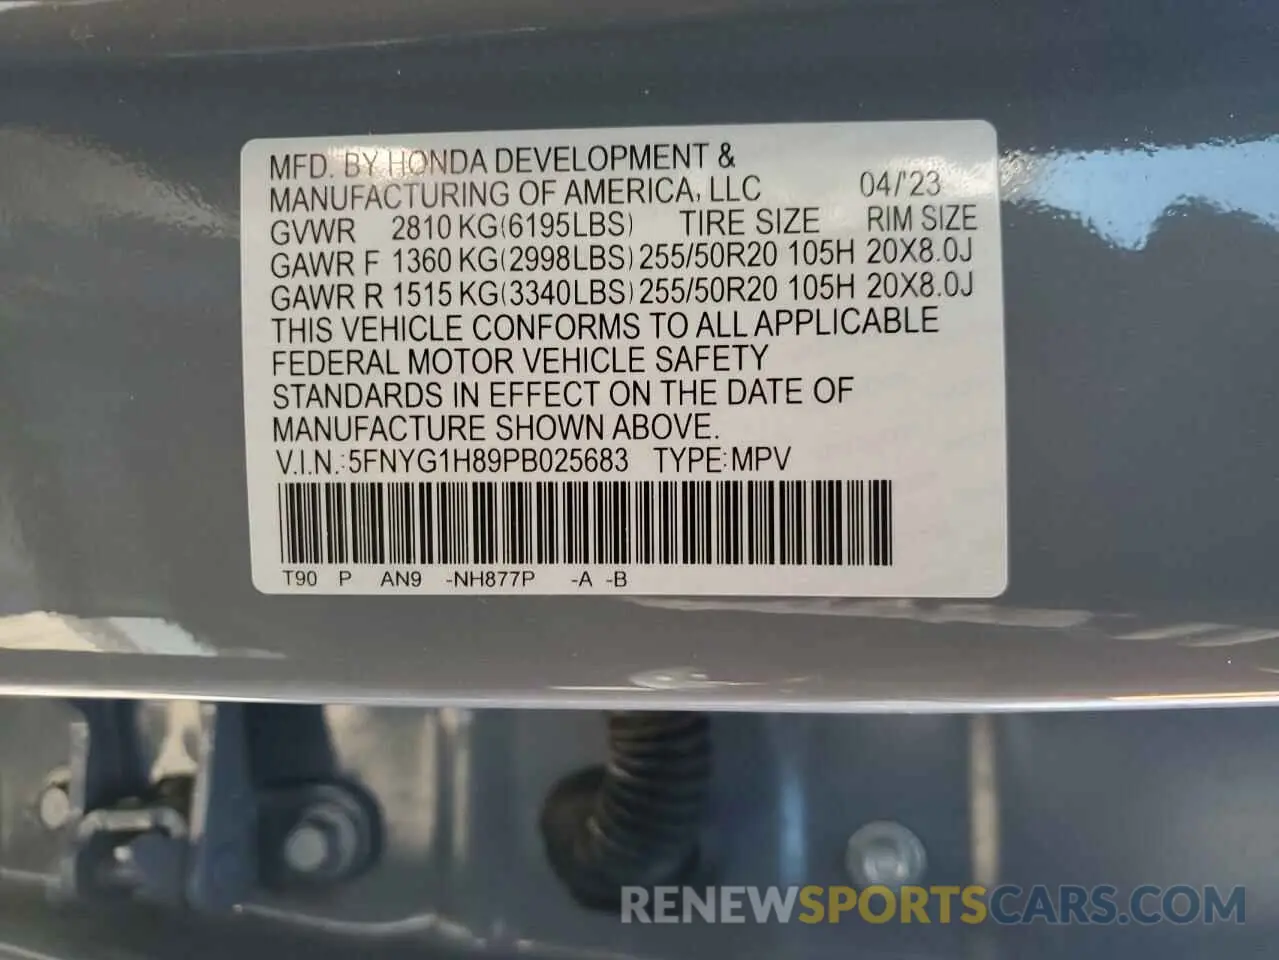 MFD. BY HONDA DEVELOPMENT &
MANUFACTURING OF AMERICA, LLC 04/'23
GVWR 2810 KG(6195LBS) TIRE SIZE RIM SIZE
GAWR F 1360 KG(2998LBS) 255/50R20 105H 20X8.0J
GAWR R 1515 KG(3340LBS) 255/50R20 105H 20X8.0J
THIS VEHICLE CONFORMS TO ALL APPLICABLE
FEDERAL MOTOR VEHICLE SAFETY
STANDARDS IN EFFECT ON THE DATE OF
MANUFACTURE SHOWN ABOVE.
V.I.N.:5FNYG1H89PB025683 TYPE:MPV
T90 P AN9 -NH877P -A -B
RENEWSPORTSCARS.COM